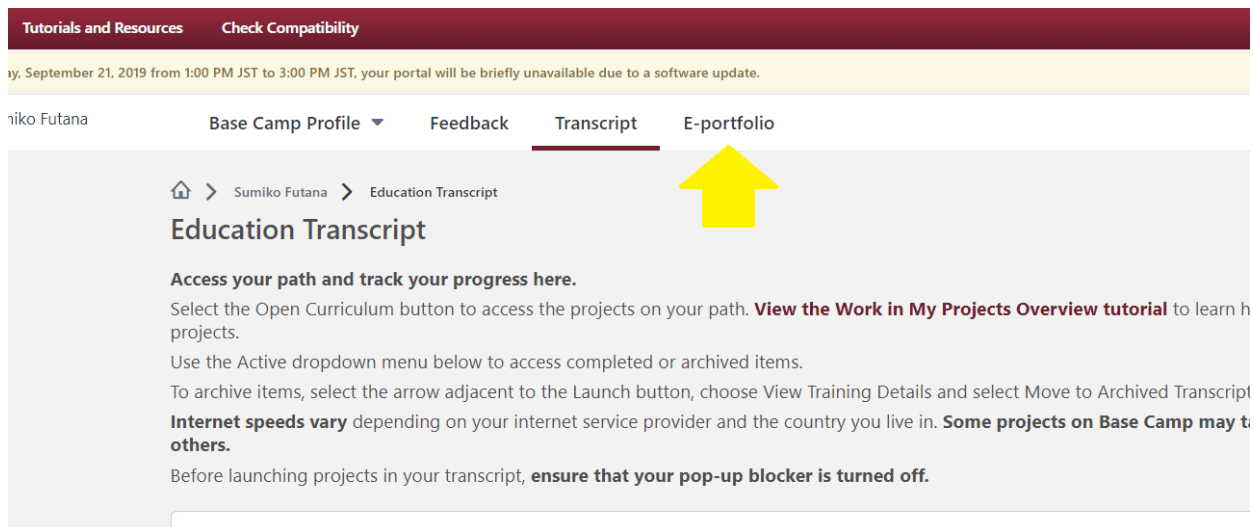 Tutorials and Resources Check Compatibility
September 21, 2019 from 1:00 PM JST to 3:00 PM JST, your portal will be briefly unavailable due to a software update.
Futana Base Camp Profile Feedback Transcript E-portfolio
Sumiko Futana Education Transcript
Education Transcript
Access your path and track your progress here.
Select the Open Curriculum button to access the projects on your path. View the Work in My Projects Overview tutorial to learn
projects.
Use the Active dropdown menu below to access completed or archived items.
To archive items, select the arrow adjacent to the Launch button, choose View Training Details and select Move to Archived Transcript
Internet speeds vary depending on your internet service provider and the country you live in. Some projects on Base Camp may
others.
Before launching projects in your transcript, ensure that your pop-up blocker is turned off.